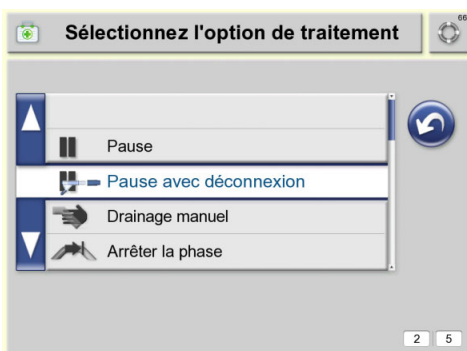 Sélectionnez l'option de traitement
66
Pause
Pause avec déconnexion
Drainage manuel
Arrêter la phase
2 5